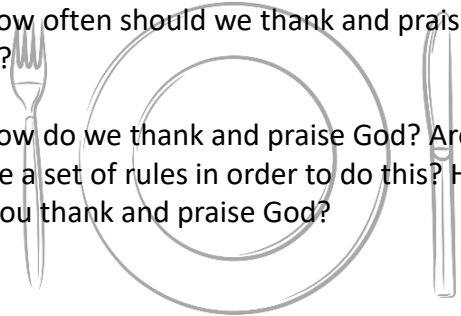 ow often should we thank and prais
?
ow do we thank and praise God? Are
e a set of rules in order to do this? H
ou thank and praise God?